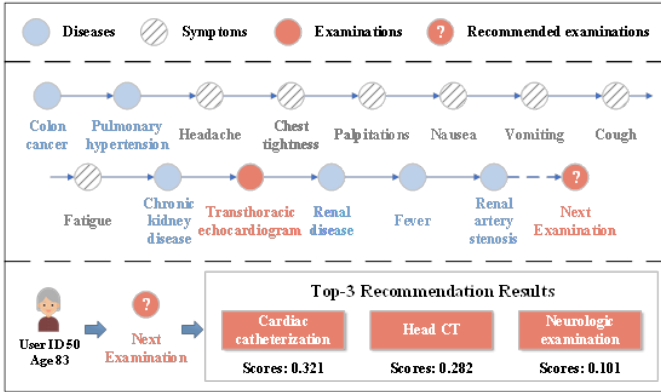 Diseases Symptoms Examinations ? Recommended examinations
Colon Pulmonary Headache Chest Palpitations Nausea Vomiting Cough
cancer hypertension tightness
Fatigue Chronic Transthoracic Renal Fever Renal ? Next
kidney echocardiogram disease artery Examination
disease stenosis
?
User ID 50
Age 83
Next
Examination
Top-3 Recommendation Results
Cardiac Head CT Neurologic
catheterization examination
Scores: 0.321 Scores: 0.282 Scores: 0.101